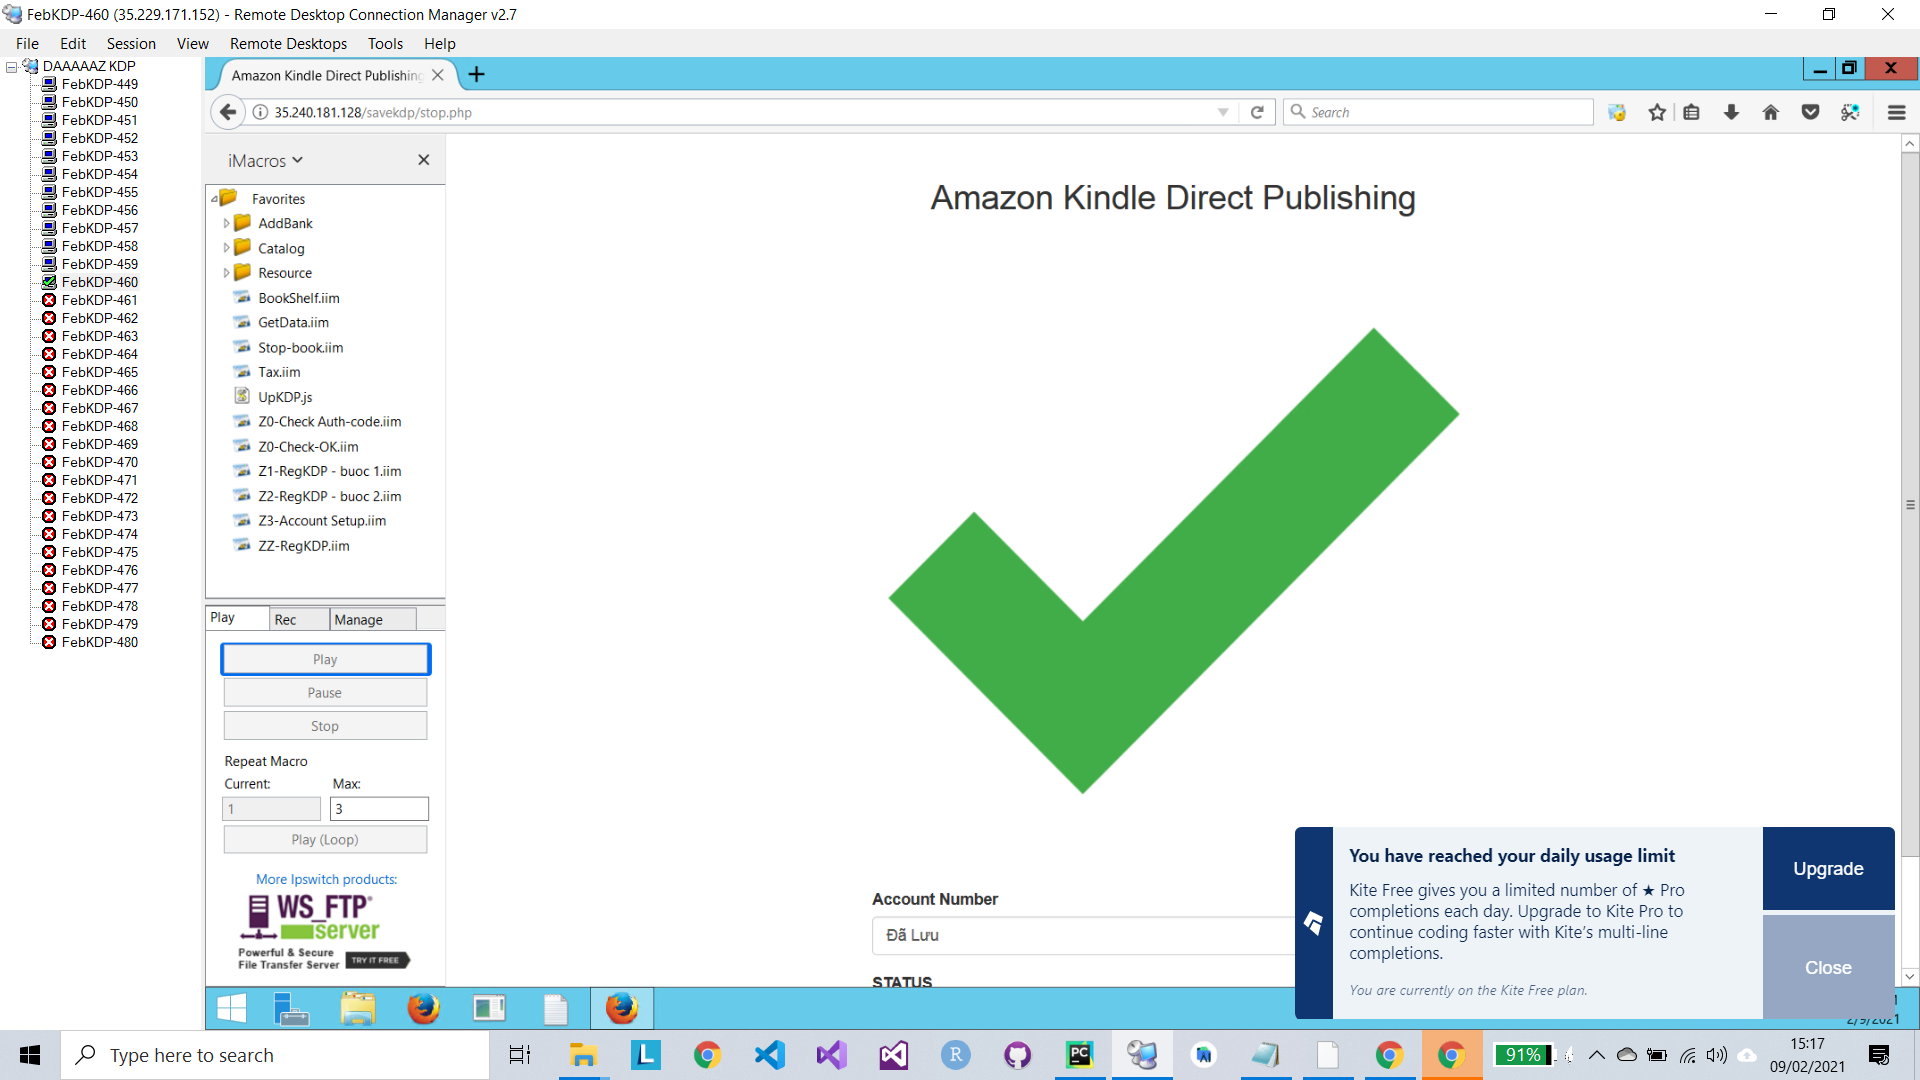 FebKDP-460 (35.229.171.152) - Remote Desktop Connection Manager v2.7
File Edit Session View Remote Desktops Tools Help
DAAAAAZ KDP
FebKDP-449
FebKDP-450
FebKDP-451
FebKDP-452
FebKDP-453
FebKDP-454
FebKDP-455
FebKDP-456
FebKDP-457
FebKDP-458
FebKDP-459
FebKDP-460
FebKDP-461
FebKDP-462
FebKDP-463
FebKDP-464
FebKDP-465
FebKDP-466
FebKDP-467
FebKDP-468
FebKDP-469
FebKDP-470
FebKDP-471
FebKDP-472
FebKDP-473
FebKDP-474
FebKDP-475
FebKDP-476
FebKDP-477
FebKDP-478
FebKDP-479
FebKDP-480
Amazon Kindle Direct Publishing
35.240.181.128/savekdp/stop.php
Search
iMacros
Favorites
AddBank
Catalog
Resource
BookShelf.iim
GetData.iim
Stop-book.iim
Tax.iim
UpKDP.js
Z0-Check Auth-code.iim
Z0-Check-OK.iim
Z1-RegKDP - buoc 1.iim
Z2-RegKDP - buoc 2.iim
Z3-Account Setup.iim
ZZ-RegKDP.iim
Play Rec Manage
Play
Pause
Stop
Repeat Macro
Current: Max:
1 3
Play (Loop)
More Ipswitch products:
WS_FTP®
server
Powerful & Secure
File Transfer Server TRY IT FREE
Amazon Kindle Direct Publishing
Account Number
Đã Lưu
STATUS
You have reached your daily usage limit
Kite Free gives you a limited number of ★ Pro
completions each day. Upgrade to Kite Pro to
continue coding faster with Kite's multi-line
completions.
You are currently on the Kite Free plan.
Upgrade
Close
2/9/2021
Type here to search
91%
15:17
09/02/2021